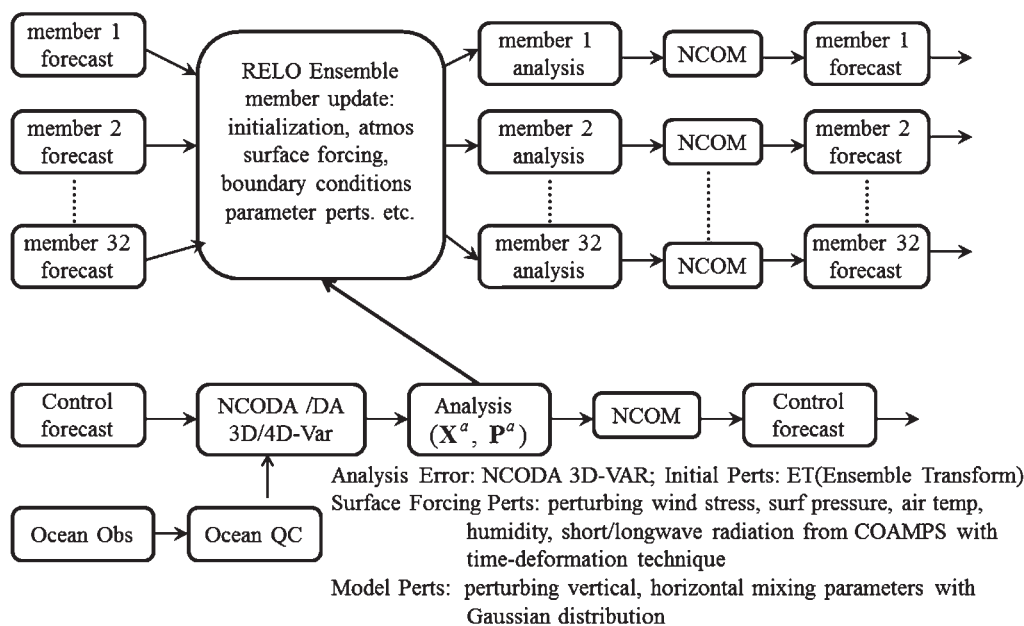 member 1
forecast
RELO Ensemble
member update:
initialization, atmos
surface forcing,
boundary conditions
parameter perts. etc.
member 1
analysis
NCOM
member 1
forecast
member 2
forecast
member 2
analysis
NCOM
member 2
forecast
member 32
forecast
member 32
analysis
NCOM
member 32
forecast
Control
forecast
NCODA /DA
3D/4D-Var
Analysis
(Xᵃ, Pᵃ)
NCOM
Control
forecast
Ocean Obs
Ocean QC
Analysis Error: NCODA 3D-VAR; Initial Perts: ET(Ensemble Transform)
Surface Forcing Perts: perturbing wind stress, surf pressure, air temp,
humidity, short/longwave radiation from COAMPS with
time-deformation technique
Model Perts: perturbing vertical, horizontal mixing parameters with
Gaussian distribution